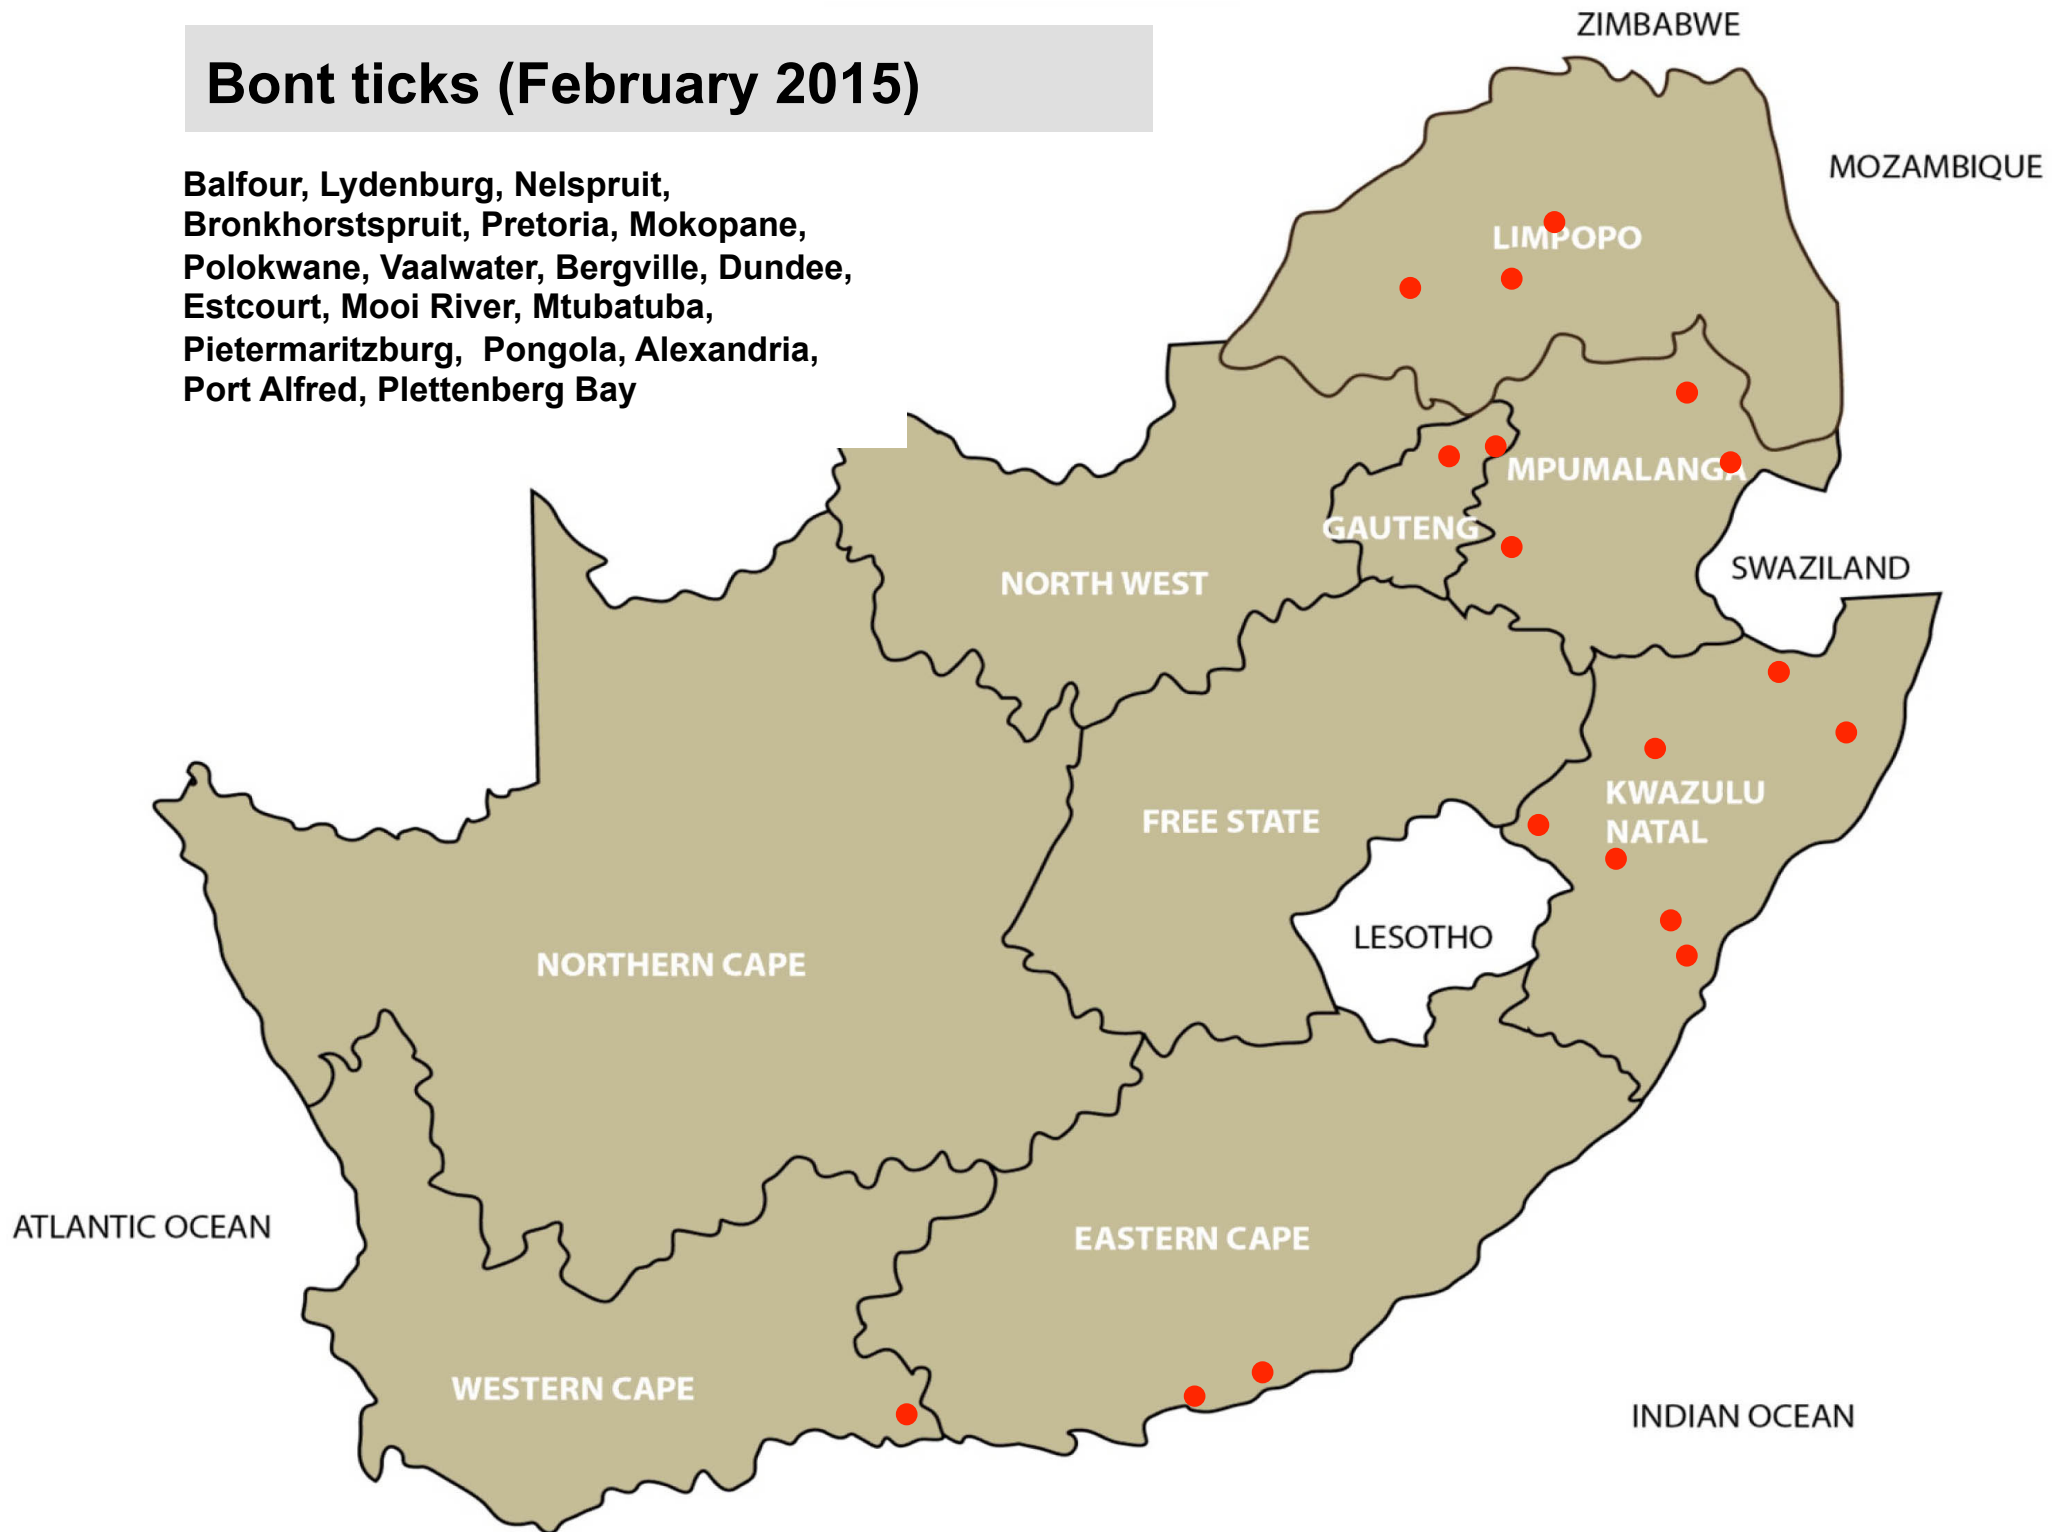 Bont ticks (February 2015)
Balfour, Lydenburg, Nelspruit,
Bronkhorstspruit, Pretoria, Mokopane,
Polokwane, Vaalwater, Bergville, Dundee,
Estcourt, Mooi River, Mtubatuba,
Pietermaritzburg,  Pongola, Alexandria,
Port Alfred, Plettenberg Bay
ZIMBABWE
MOZAMBIQUE
LIMPOPO
MPUMALANGA
GAUTENG
SWAZILAND
NORTH WEST
KWAZULU
NATAL
FREE STATE
LESOTHO
NORTHERN CAPE
ATLANTIC OCEAN
EASTERN CAPE
WESTERN CAPE
INDIAN OCEAN